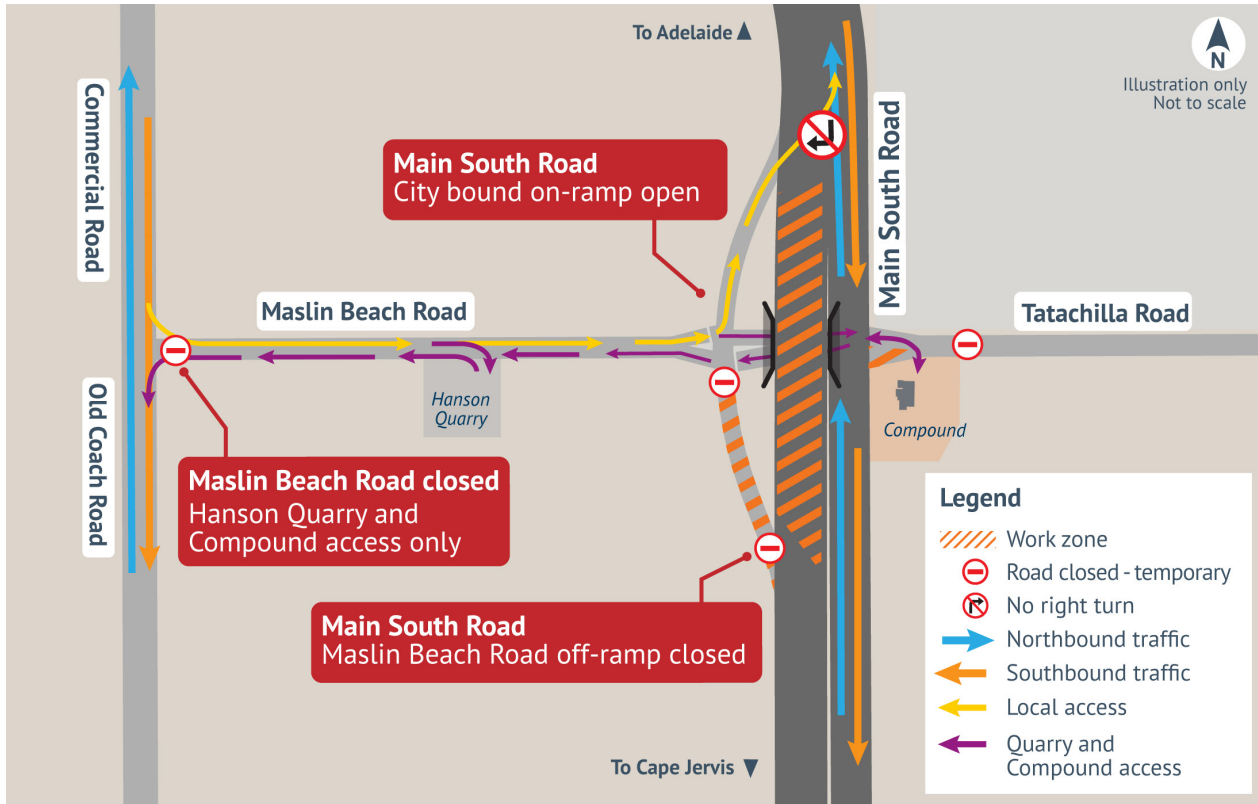 To Adelaide
N
Illustration only
Not to scale
Commercial Road
Main South Road
City bound on-ramp open
Main South Road
Maslin Beach Road
Tatachilla Road
Old Coach Road
Hanson
Quarry
Compound
Maslin Beach Road closed
Hanson Quarry and
Compound access only
Main South Road
Maslin Beach Road off-ramp closed
To Cape Jervis
Legend
Work zone
Road closed - temporary
No right turn
Northbound traffic
Southbound traffic
Local access
Quarry and
Compound access